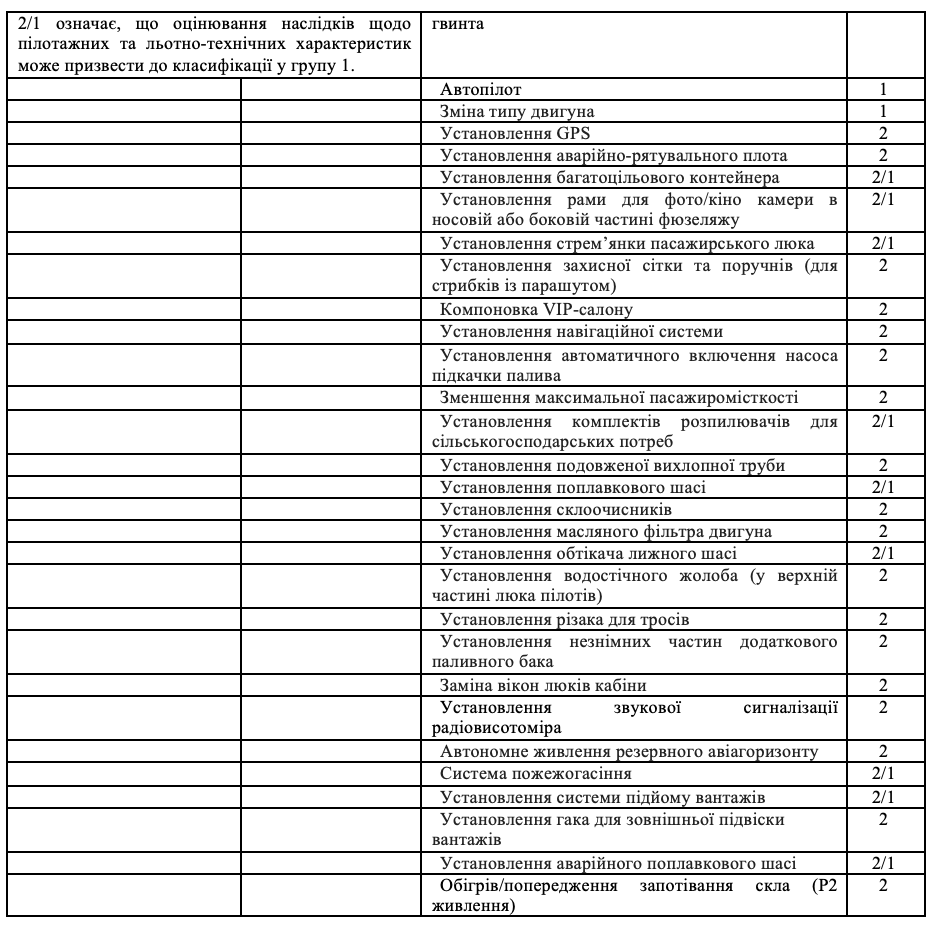 2/1 означає, що оцінювання наслідків щодо
пілотажних та льотно-технічних характеристик
може призвести до класифікації у групу 1.
гвинта
Автопілот 1
Зміна типу двигуна 1
Установлення GPS 2
Установлення аварійно-рятувального плота 2
Установлення багатоцільового контейнера 2/1
Установлення рами для фото/кіно камери в 2/1
носовій або боковій частині фюзеляжу
Установлення стрем’янки пасажирського люка 2/1
Установлення захисної сітки та поручнів (для 2
стрибків із парашутом)
Компоновка VIP-салону 2
Установлення навігаційної системи 2
Установлення автоматичного включення насоса 2
підкачки палива
Зменшення максимальної пасажиромісткості 2
Установлення комплектів розпилювачів для 2/1
сільськогосподарських потреб
Установлення подовженої вихлопної труби 2
Установлення поплавкового шасі 2/1
Установлення склоочисників 2
Установлення масляного фільтра двигуна 2
Установлення обтікача лижного шасі 2/1
Установлення водостічного жолоба (у верхній 2
частині люка пілотів)
Установлення різака для тросів 2
Установлення незнімних частин додаткового 2
паливного бака
Заміна вікон люків кабіни 2
Установлення звукової сигналізації 2
радіовисотоміра
Автономне живлення резервного авіагоризонту 2
Система пожежогасіння 2/1
Установлення системи підйому вантажів 2/1
Установлення гака для зовнішньої підвіски 2
вантажів
Установлення аварійного поплавкового шасі 2/1
Обігрів/попередження запотівання скла (Р2 2
живлення)